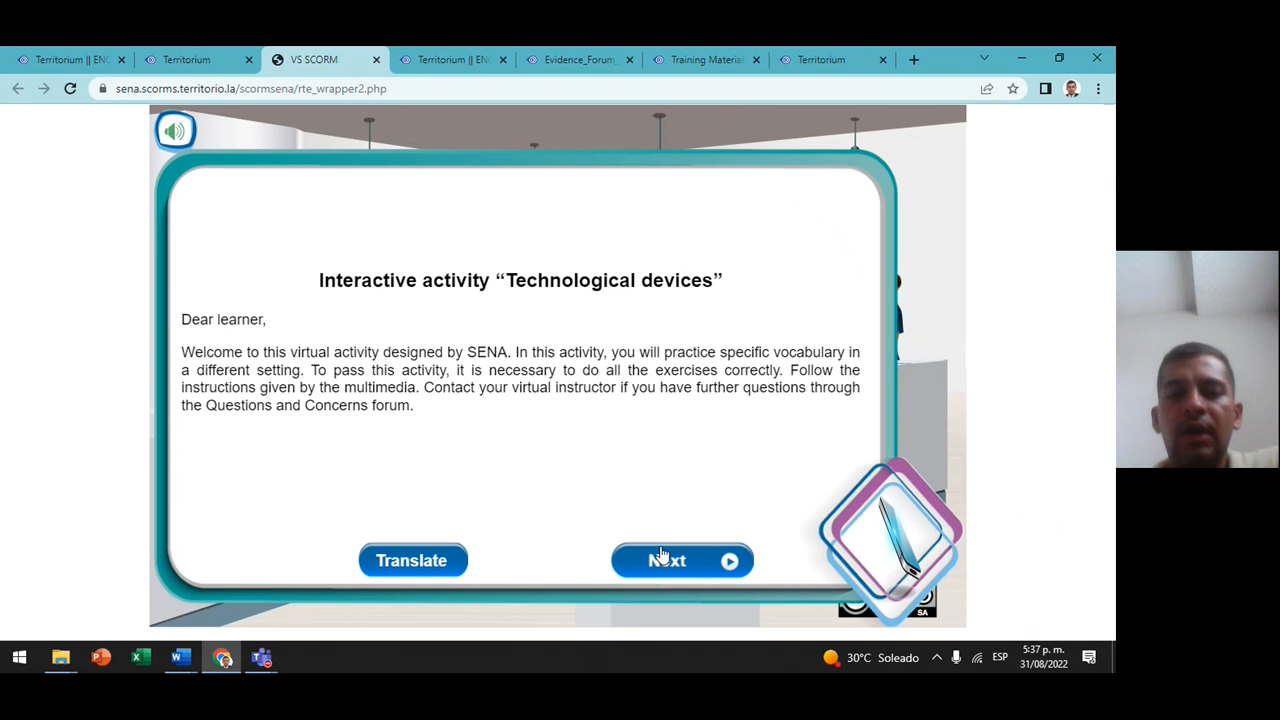 Territorium || ENG
Territorium
VS SCORM
Territorium || ENG
Evidence_Forum_
Training Material
Territorium
sena.scorms.territorio.la/scormsena/rte_wrapper2.php
Interactive activity “Technological devices”
Dear learner,
Welcome to this virtual activity designed by SENA. In this activity, you will practice specific vocabulary in
a different setting. To pass this activity, it is necessary to do all the exercises correctly. Follow the
instructions given by the multimedia. Contact your virtual instructor if you have further questions through
the Questions and Concerns forum.
Translate
Next
SA
30°C Soleado
ESP
5:37 p. m.
31/08/2022